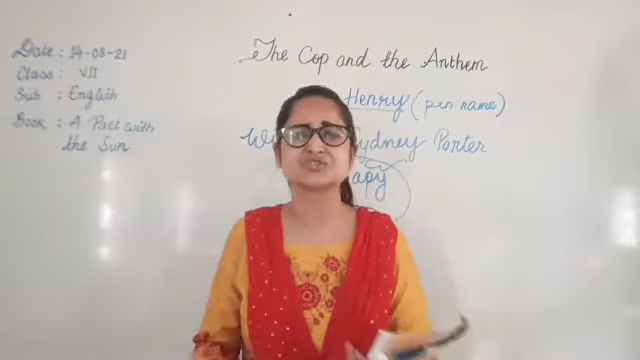 Date: 14-08-21
Class: VII
Sub: English
Book: A Pact with
the Sun
The Cop and the Anthem
Henry (pen name)
Sydney Porter